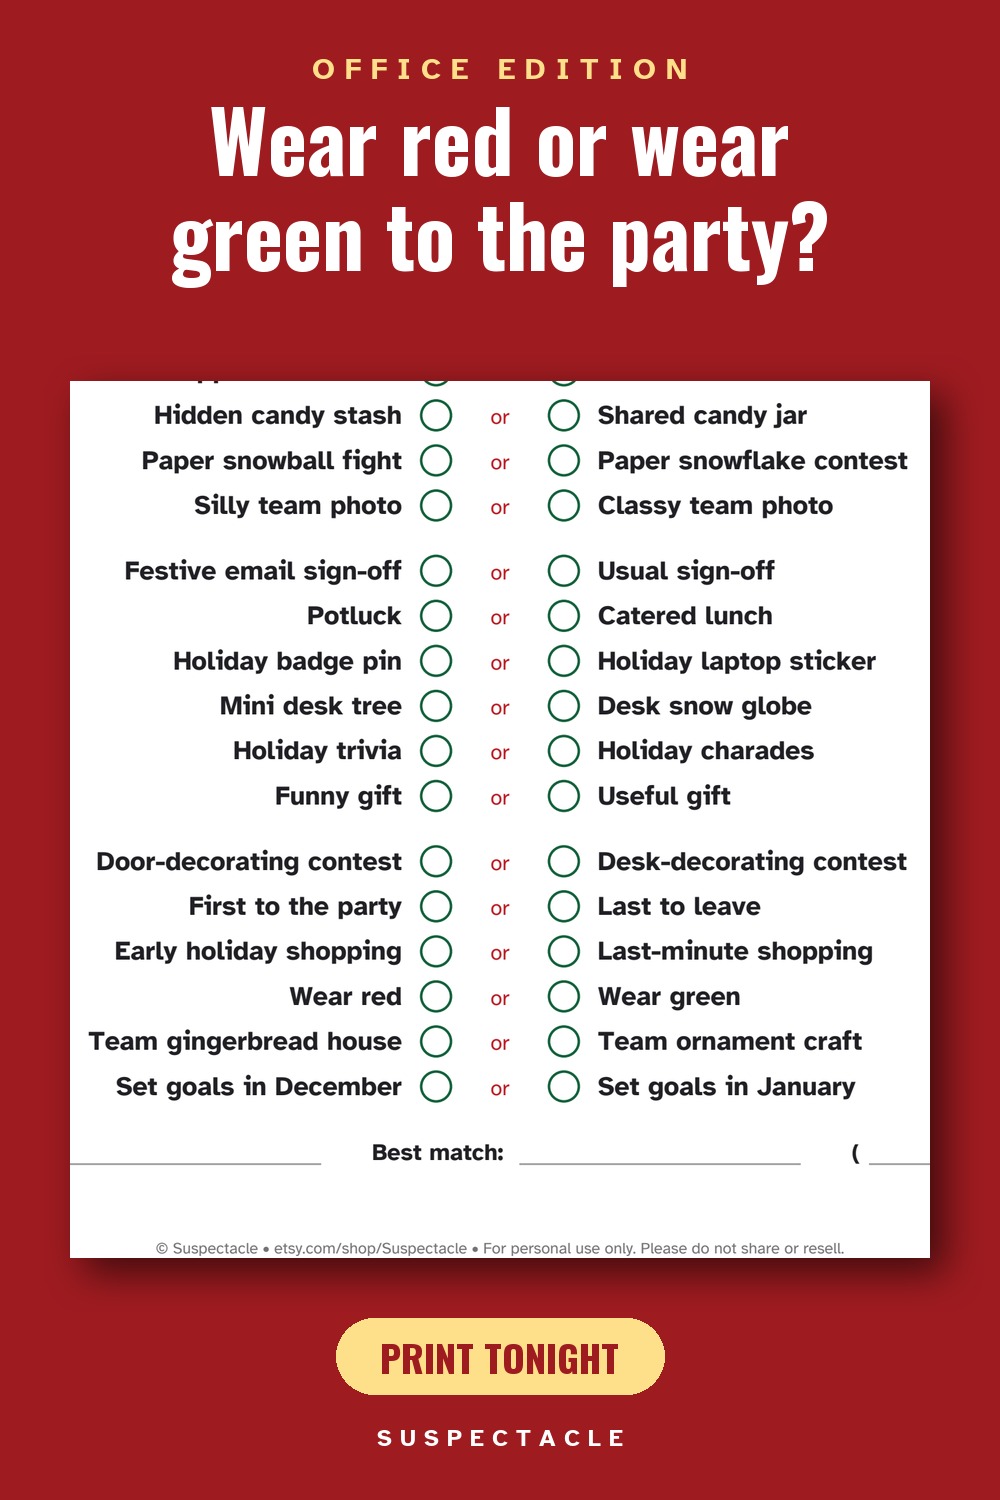 OFFICE EDITION
Wear red or wear
green to the party?
Hidden candy stash or Shared candy jar
Paper snowball fight or Paper snowflake contest
Silly team photo or Classy team photo
Festive email sign-off or Usual sign-off
Potluck or Catered lunch
Holiday badge pin or Holiday laptop sticker
Mini desk tree or Desk snow globe
Holiday trivia or Holiday charades
Funny gift or Useful gift
Door-decorating contest or Desk-decorating contest
First to the party or Last to leave
Early holiday shopping or Last-minute shopping
Wear red or Wear green
Team gingerbread house or Team ornament craft
Set goals in December or Set goals in January
Best match: (
© Suspectacle • etsy.com/shop/Suspectacle • For personal use only. Please do not share or resell.
PRINT TONIGHT
SUSPECTACLE